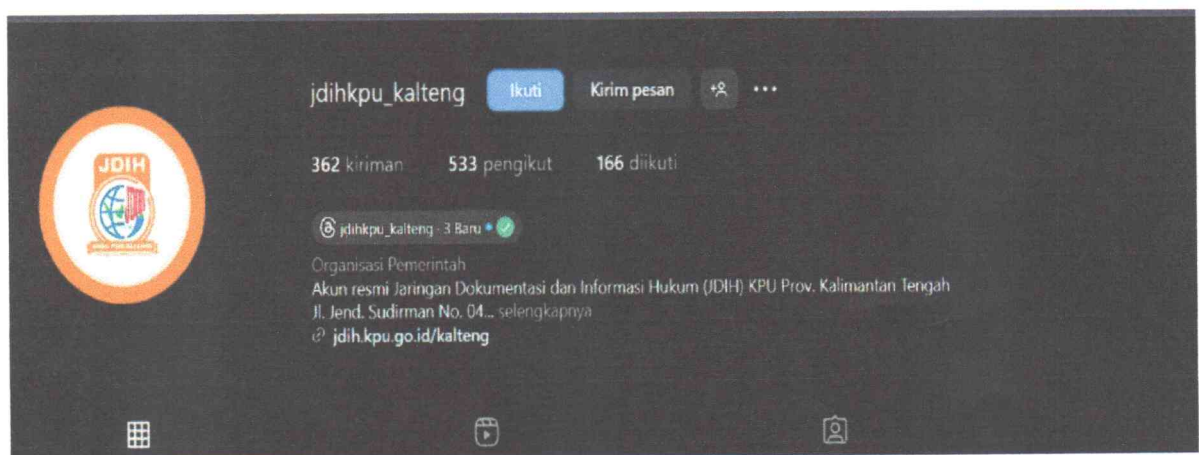 jdihkpu_kalteng Ikuti Kirim pesan
362 kiriman 533 pengikut 166 diikuti
jdihkpu_kalteng · 3 Baru
Organisasi Pemerintah
Akun resmi Jaringan Dokumentasi dan Informasi Hukum (JDIH) KPU Prov. Kalimantan Tengah
Jl. Jend. Sudirman No. 04... selengkapnya
jdih.kpu.go.id/kalteng
JDIH